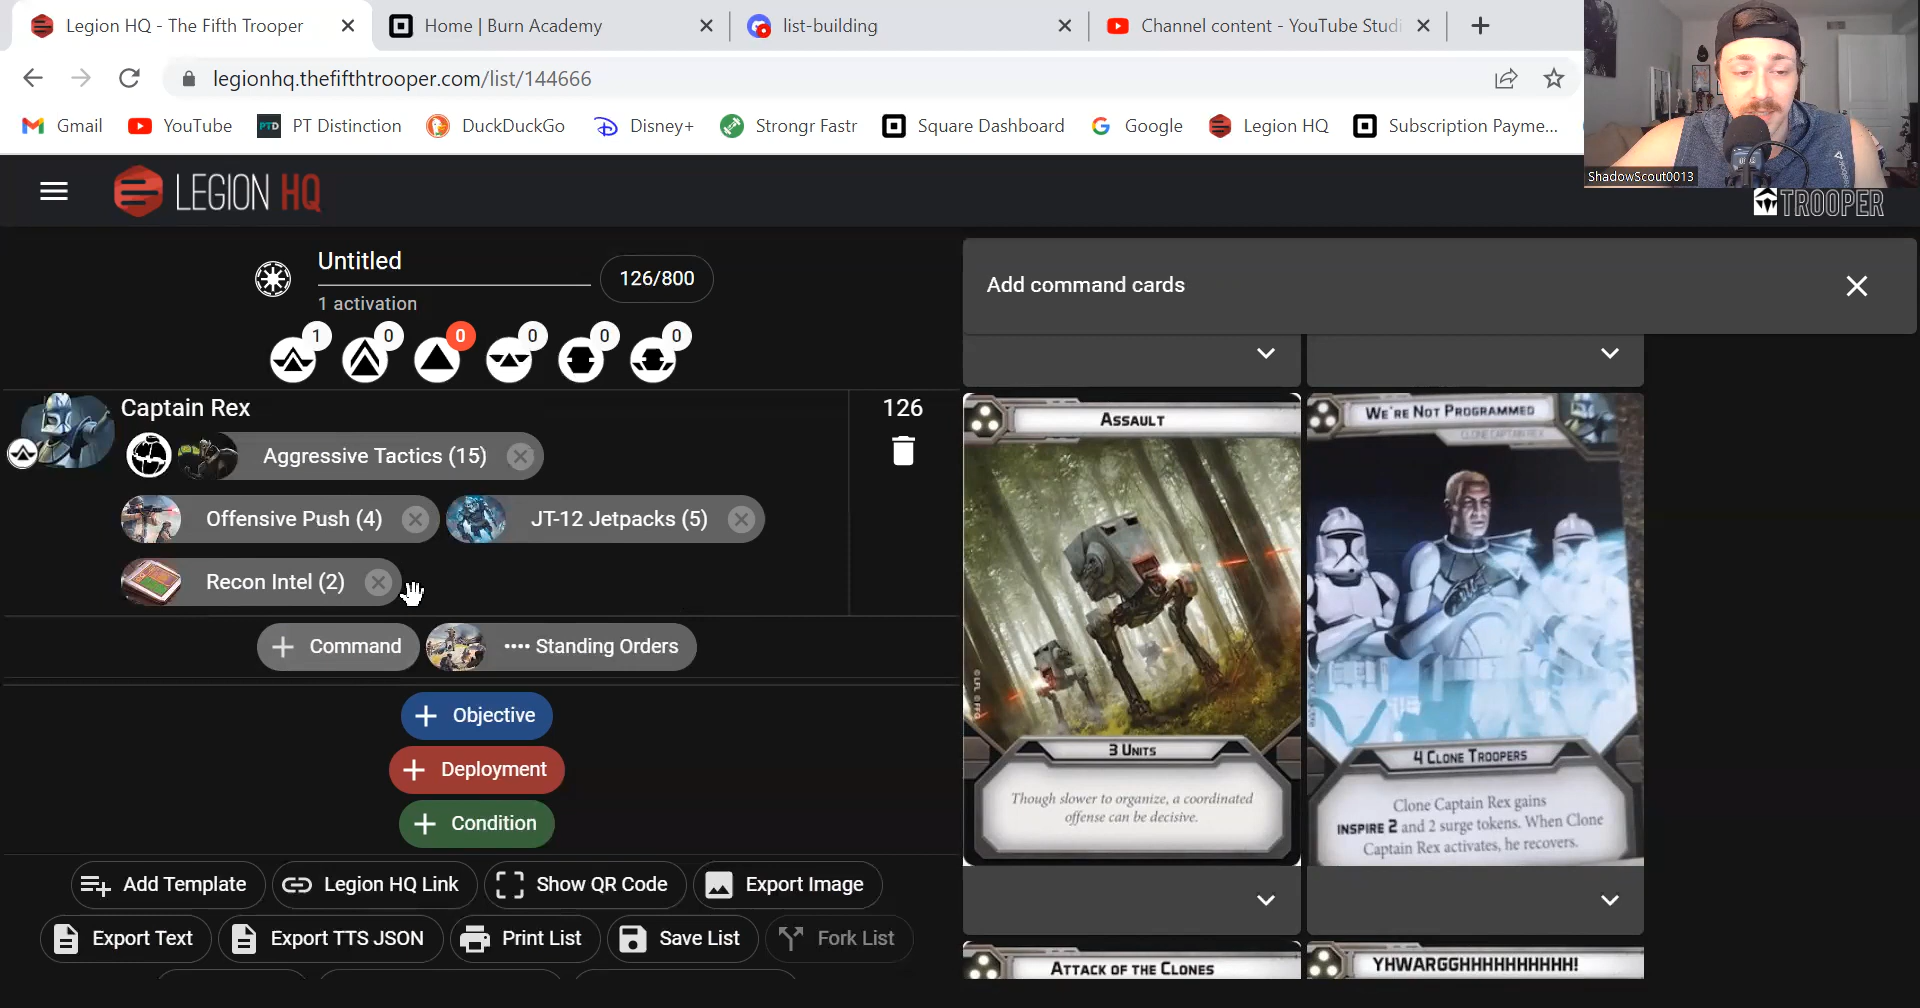 Legion HQ - The Fifth Trooper
Home | Burn Academy
list-building
Channel content - YouTube Studi
legionhq.thefifthtrooper.com/list/144666
Gmail YouTube PTD PT Distinction DuckDuckGo Disney+ Strongr Fastr Square Dashboard Google Legion HQ Subscription Payme...
ShadowScout0013
LEGION HQ
TROOPER
Untitled
126/800
1 activation
1 0 0 0 0 0
Captain Rex
126
Aggressive Tactics (15)
Offensive Push (4)
JT-12 Jetpacks (5)
Recon Intel (2)
Command
•••• Standing Orders
Objective
Deployment
Condition
Add Template
Legion HQ Link
Show QR Code
Export Image
Export Text
Export TTS JSON
Print List
Save List
Fork List
Add command cards
ASSAULT
3 UNITS
Though slower to organize, a coordinated
offense can be decisive.
WE'RE NOT PROGRAMMED
CLONE CAPTAIN REX
4 CLONE TROOPERS
Clone Captain Rex gains
INSPIRE 2 and 2 surge tokens. When Clone
Captain Rex activates, he recovers.
ATTACK OF THE CLONES
YHWARGGHHHHHHHHHH!